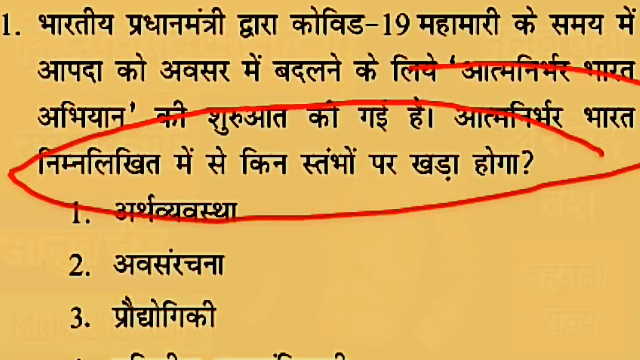 1. भारतीय प्रधानमंत्री द्वारा कोविड-19 महामारी के समय में
आपदा को अवसर में बदलने के लिये 'आत्मनिर्भर भारत
अभियान' की शुरुआत की गई है। आत्मनिर्भर भारत
निम्नलिखित में से किन स्तंभों पर खड़ा होगा?
1. अर्थव्यवस्था
2. अवसंरचना
3. प्रौद्योगिकी